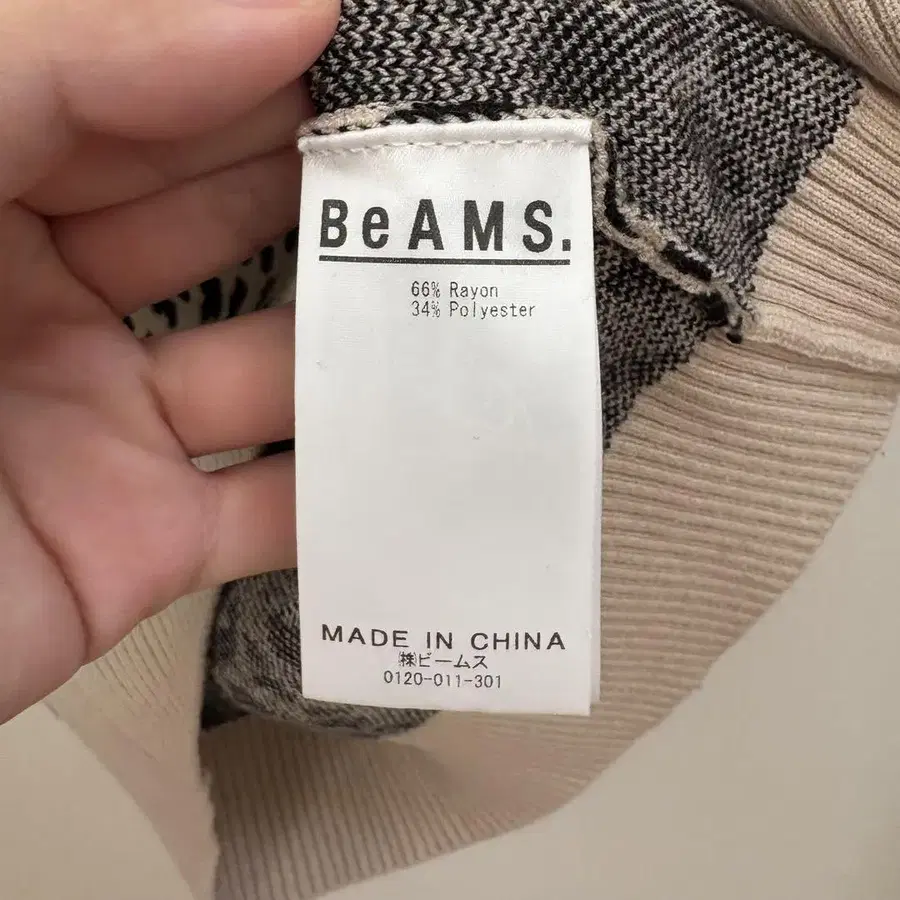 BeAMS.
66% Rayon
34% Polyester
MADE IN CHINA
㈱ビームス
0120-011-301